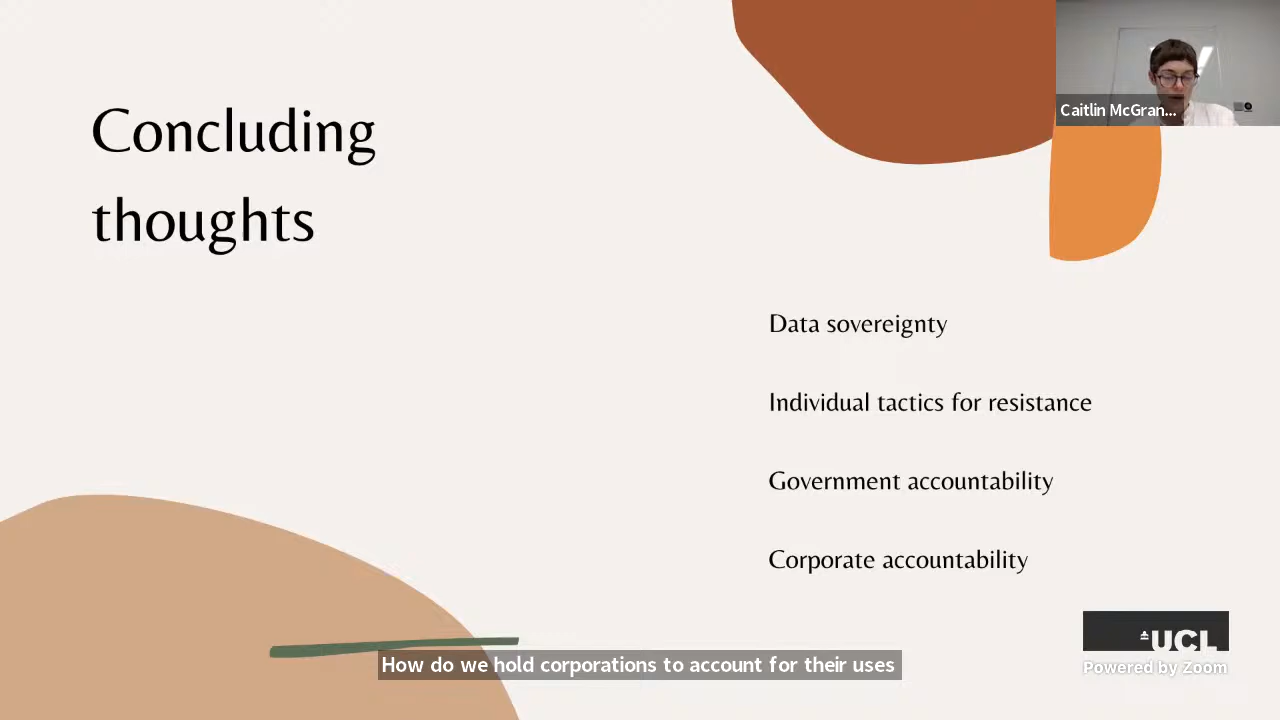 Concluding
thoughts
Caitlin McGran...
Data sovereignty
Individual tactics for resistance
Government accountability
Corporate accountability
UCL
Powered by Zoom
How do we hold corporations to account for their uses